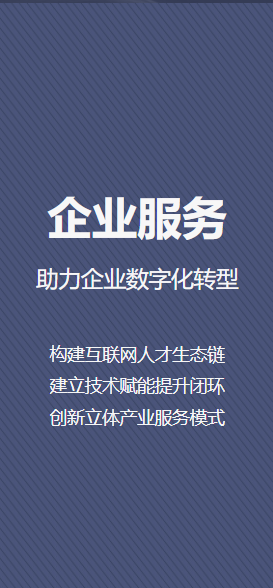 企业服务
助力企业数字化转型
构建互联网人才生态链
建立技术赋能提升闭环
创新立体产业服务模式